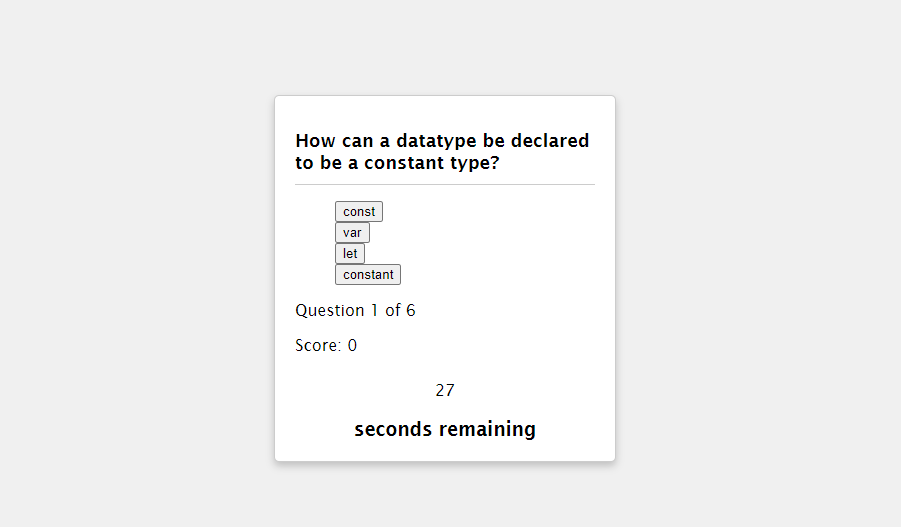 How can a datatype be declared
to be a constant type?
const
var
let
constant
Question 1 of 6
Score: 0
27
seconds remaining